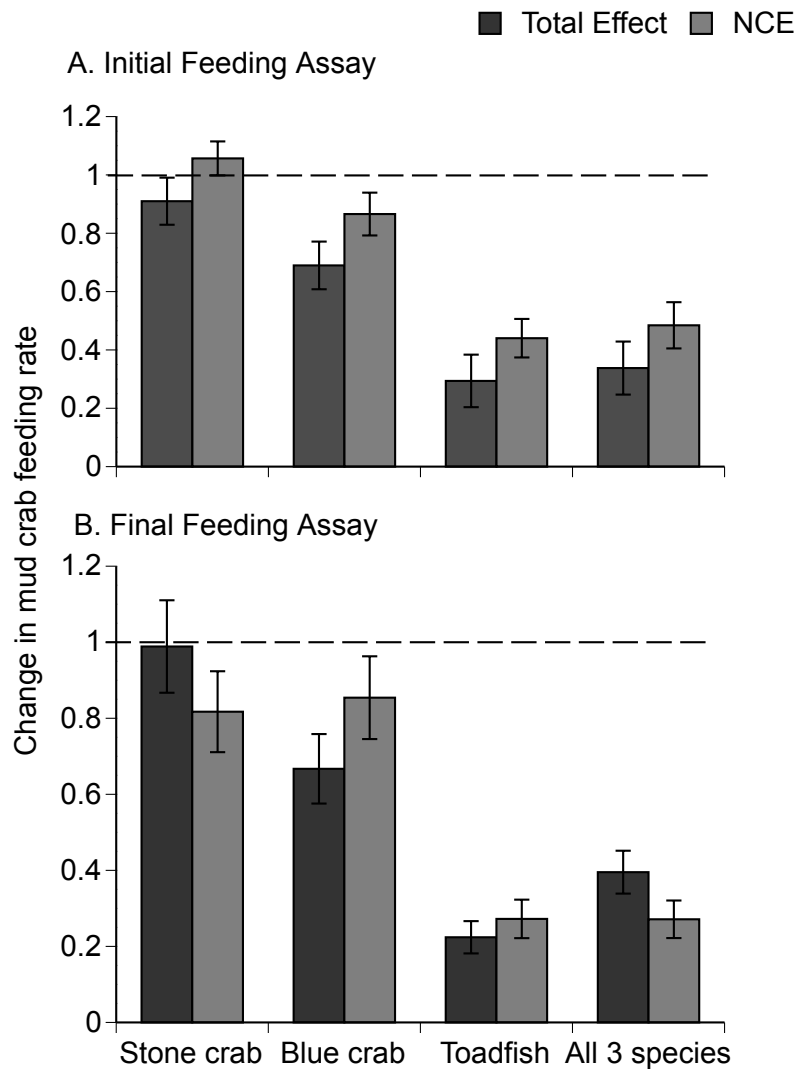 Total Effect NCE
A. Initial Feeding Assay
1.2
1
0.8
0.6
0.4
0.2
0
Change in mud crab feeding rate
B. Final Feeding Assay
1.2
1
0.8
0.6
0.4
0.2
0
Stone crab Blue crab Toadfish All 3 species